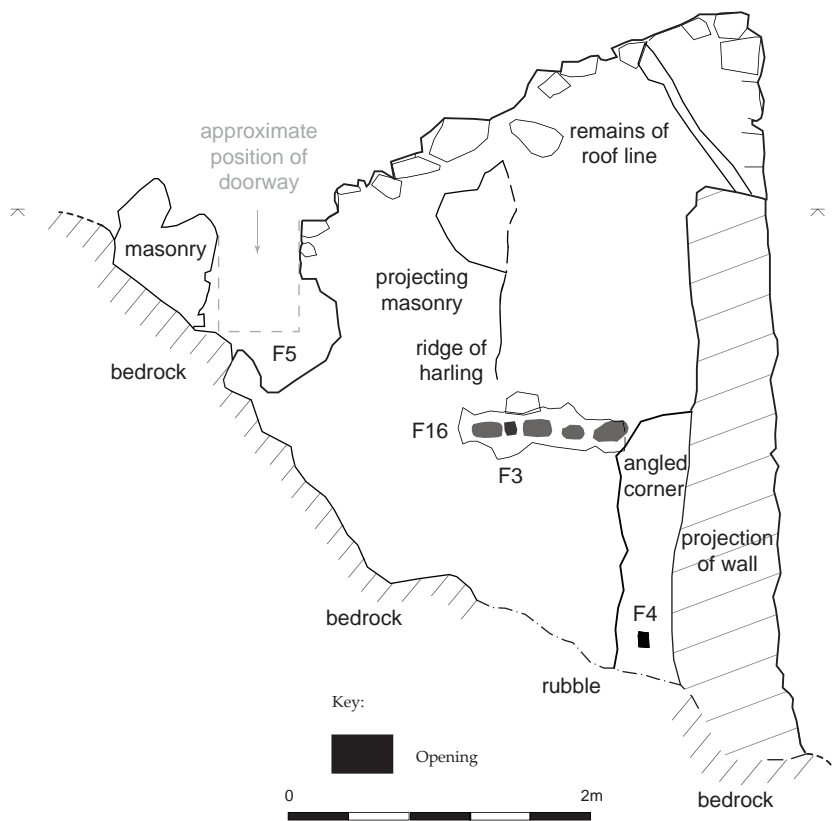 approximate
position of
doorway
remains of
roof line
masonry
projecting
masonry
F5
ridge of
harling
bedrock
F16
F3
angled
corner
projection
of wall
F4
bedrock
rubble
Key:
Opening
0
2m
bedrock